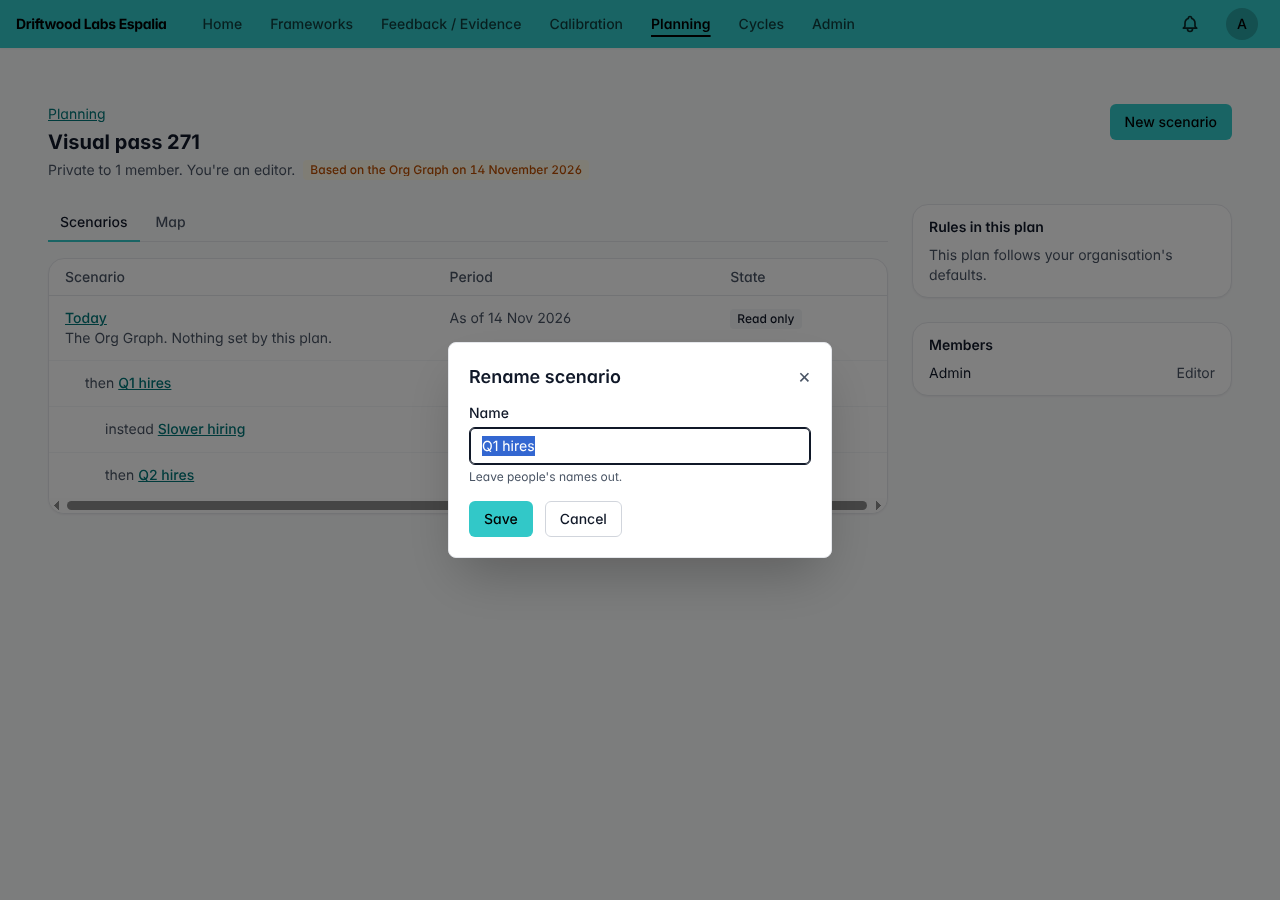 Driftwood Labs Espalia Home Frameworks Feedback / Evidence Calibration Planning Cycles Admin A
Planning
New scenario
Visual pass 271
Private to 1 member. You're an editor. Based on the Org Graph on 14 November 2026
Scenarios Map
Scenario Period State
Today As of 14 Nov 2026 Read only
The Org Graph. Nothing set by this plan.
then Q1 hires
instead Slower hiring
then Q2 hires
Rules in this plan
This plan follows your organisation's
defaults.
Members
Admin Editor
Rename scenario
Name
Q1 hires
Leave people's names out.
Save Cancel